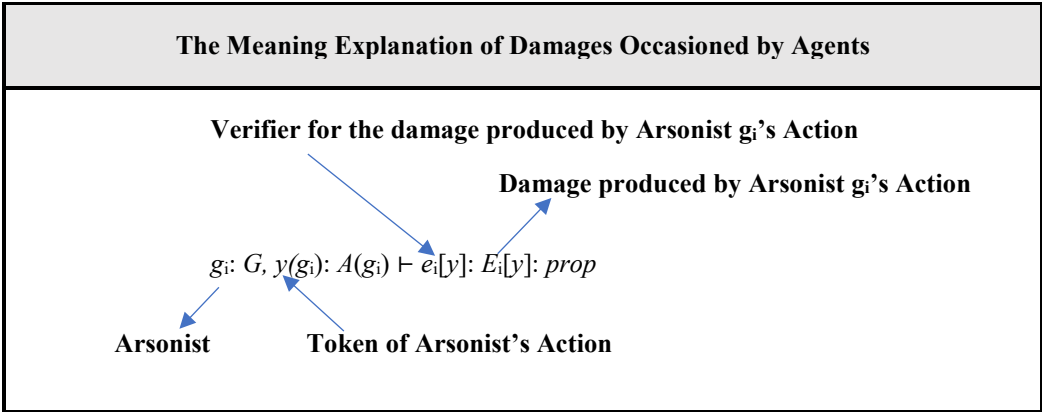 The Meaning Explanation of Damages Occasioned by Agents
Verifier for the damage produced by Arsonist gᵢ’s Action
Damage produced by Arsonist gᵢ’s Action
gᵢ: G, y(gᵢ): A(gᵢ) ⊢ eᵢ[y]: Eᵢ[y]: prop
Arsonist Token of Arsonist’s Action